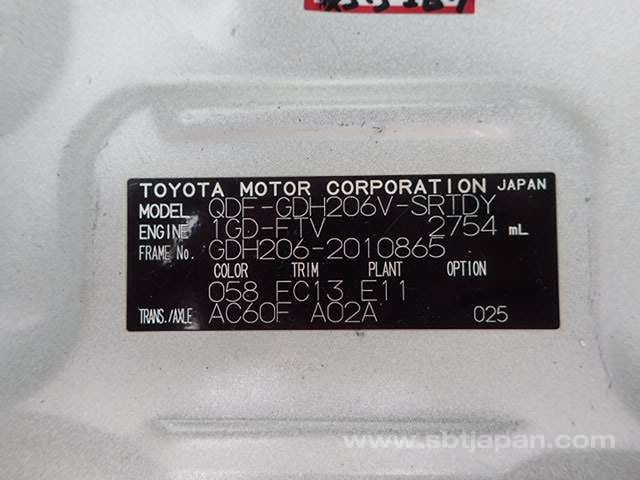 TOYOTA MOTOR CORPORATION JAPAN
MODEL QDF-GDH206V-SRTDY
ENGINE 1GD-FTV 2754 mL
FRAME No. GDH206-2010865
COLOR TRIM PLANT OPTION
058 FC13 E11
TRANS./AXLE AC60F A02A 025
www.sbtjapan.com